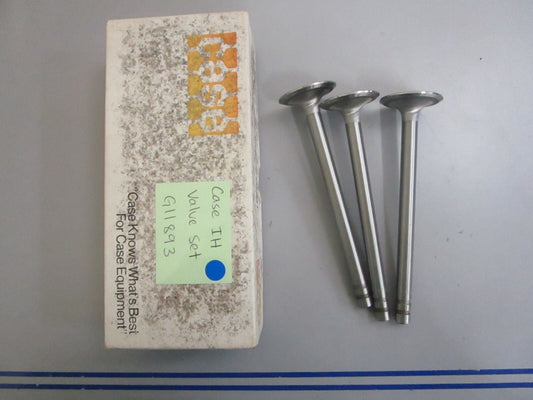 case
Case IH
Valve Set
G11893
"Case Knows What's Best
For Case Equipment"